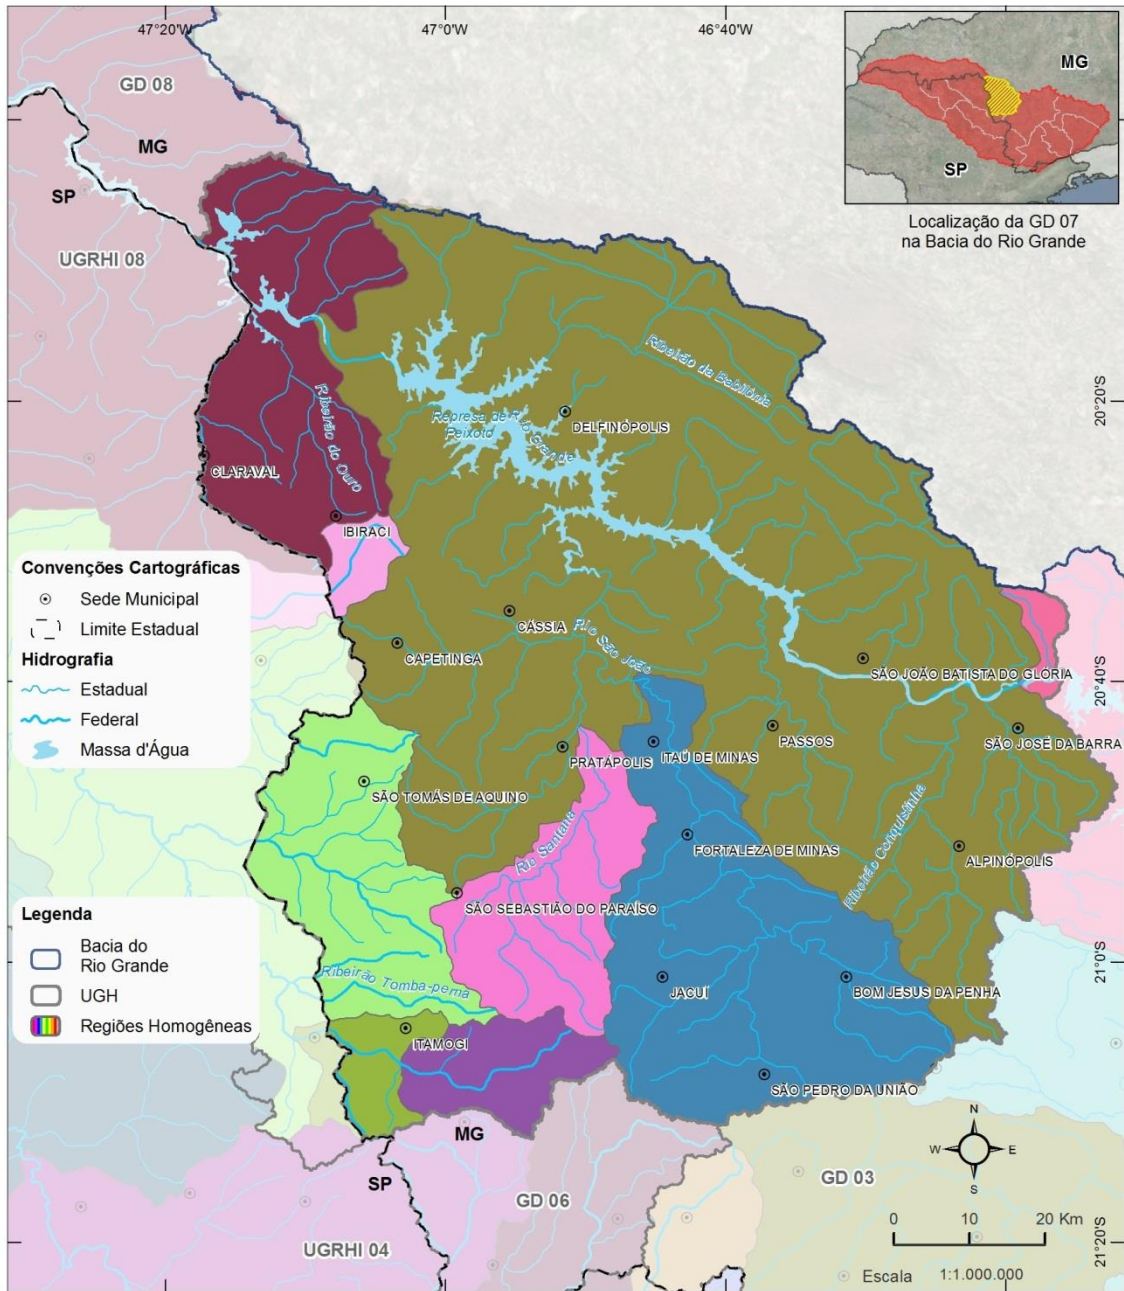 47°20'W
47°0'W
46°40'W
GD 08
MG
SP
UGRHI 08
MG
SP
Localização da GD 07
na Bacia do Rio Grande
20°20'S
20°40'S
21°0'S
21°20'S
Ribeirão da Babilônia
Represa de
Peixoto
Rio Grande
DELFINÓPOLIS
Ribeirão do Ouro
CLARAVAL
IBIRACI
CÁSSIA
CAPETINGA
Rio São João
SÃO JOÃO BATISTA DO GLÓRIA
PRATÁPOLIS
ITAÚ DE MINAS
PASSOS
SÃO JOSÉ DA BARRA
SÃO TOMÁS DE AQUINO
Rio Santana
FORTALEZA DE MINAS
Ribeirão Conquistinha
ALPINÓPOLIS
SÃO SEBASTIÃO DO PARAÍSO
Ribeirão Tomba-perna
JACUÍ
BOM JESUS DA PENHA
ITAMOGI
SÃO PEDRO DA UNIÃO
MG
SP
GD 06
GD 03
UGRHI 04
Convenções Cartográficas
Sede Municipal
Limite Estadual
Hidrografia
Estadual
Federal
Massa d'Água
Legenda
Bacia do
Rio Grande
UGH
Regiões Homogêneas
N
W
E
S
0 10 20 Km
Escala 1:1.000.000